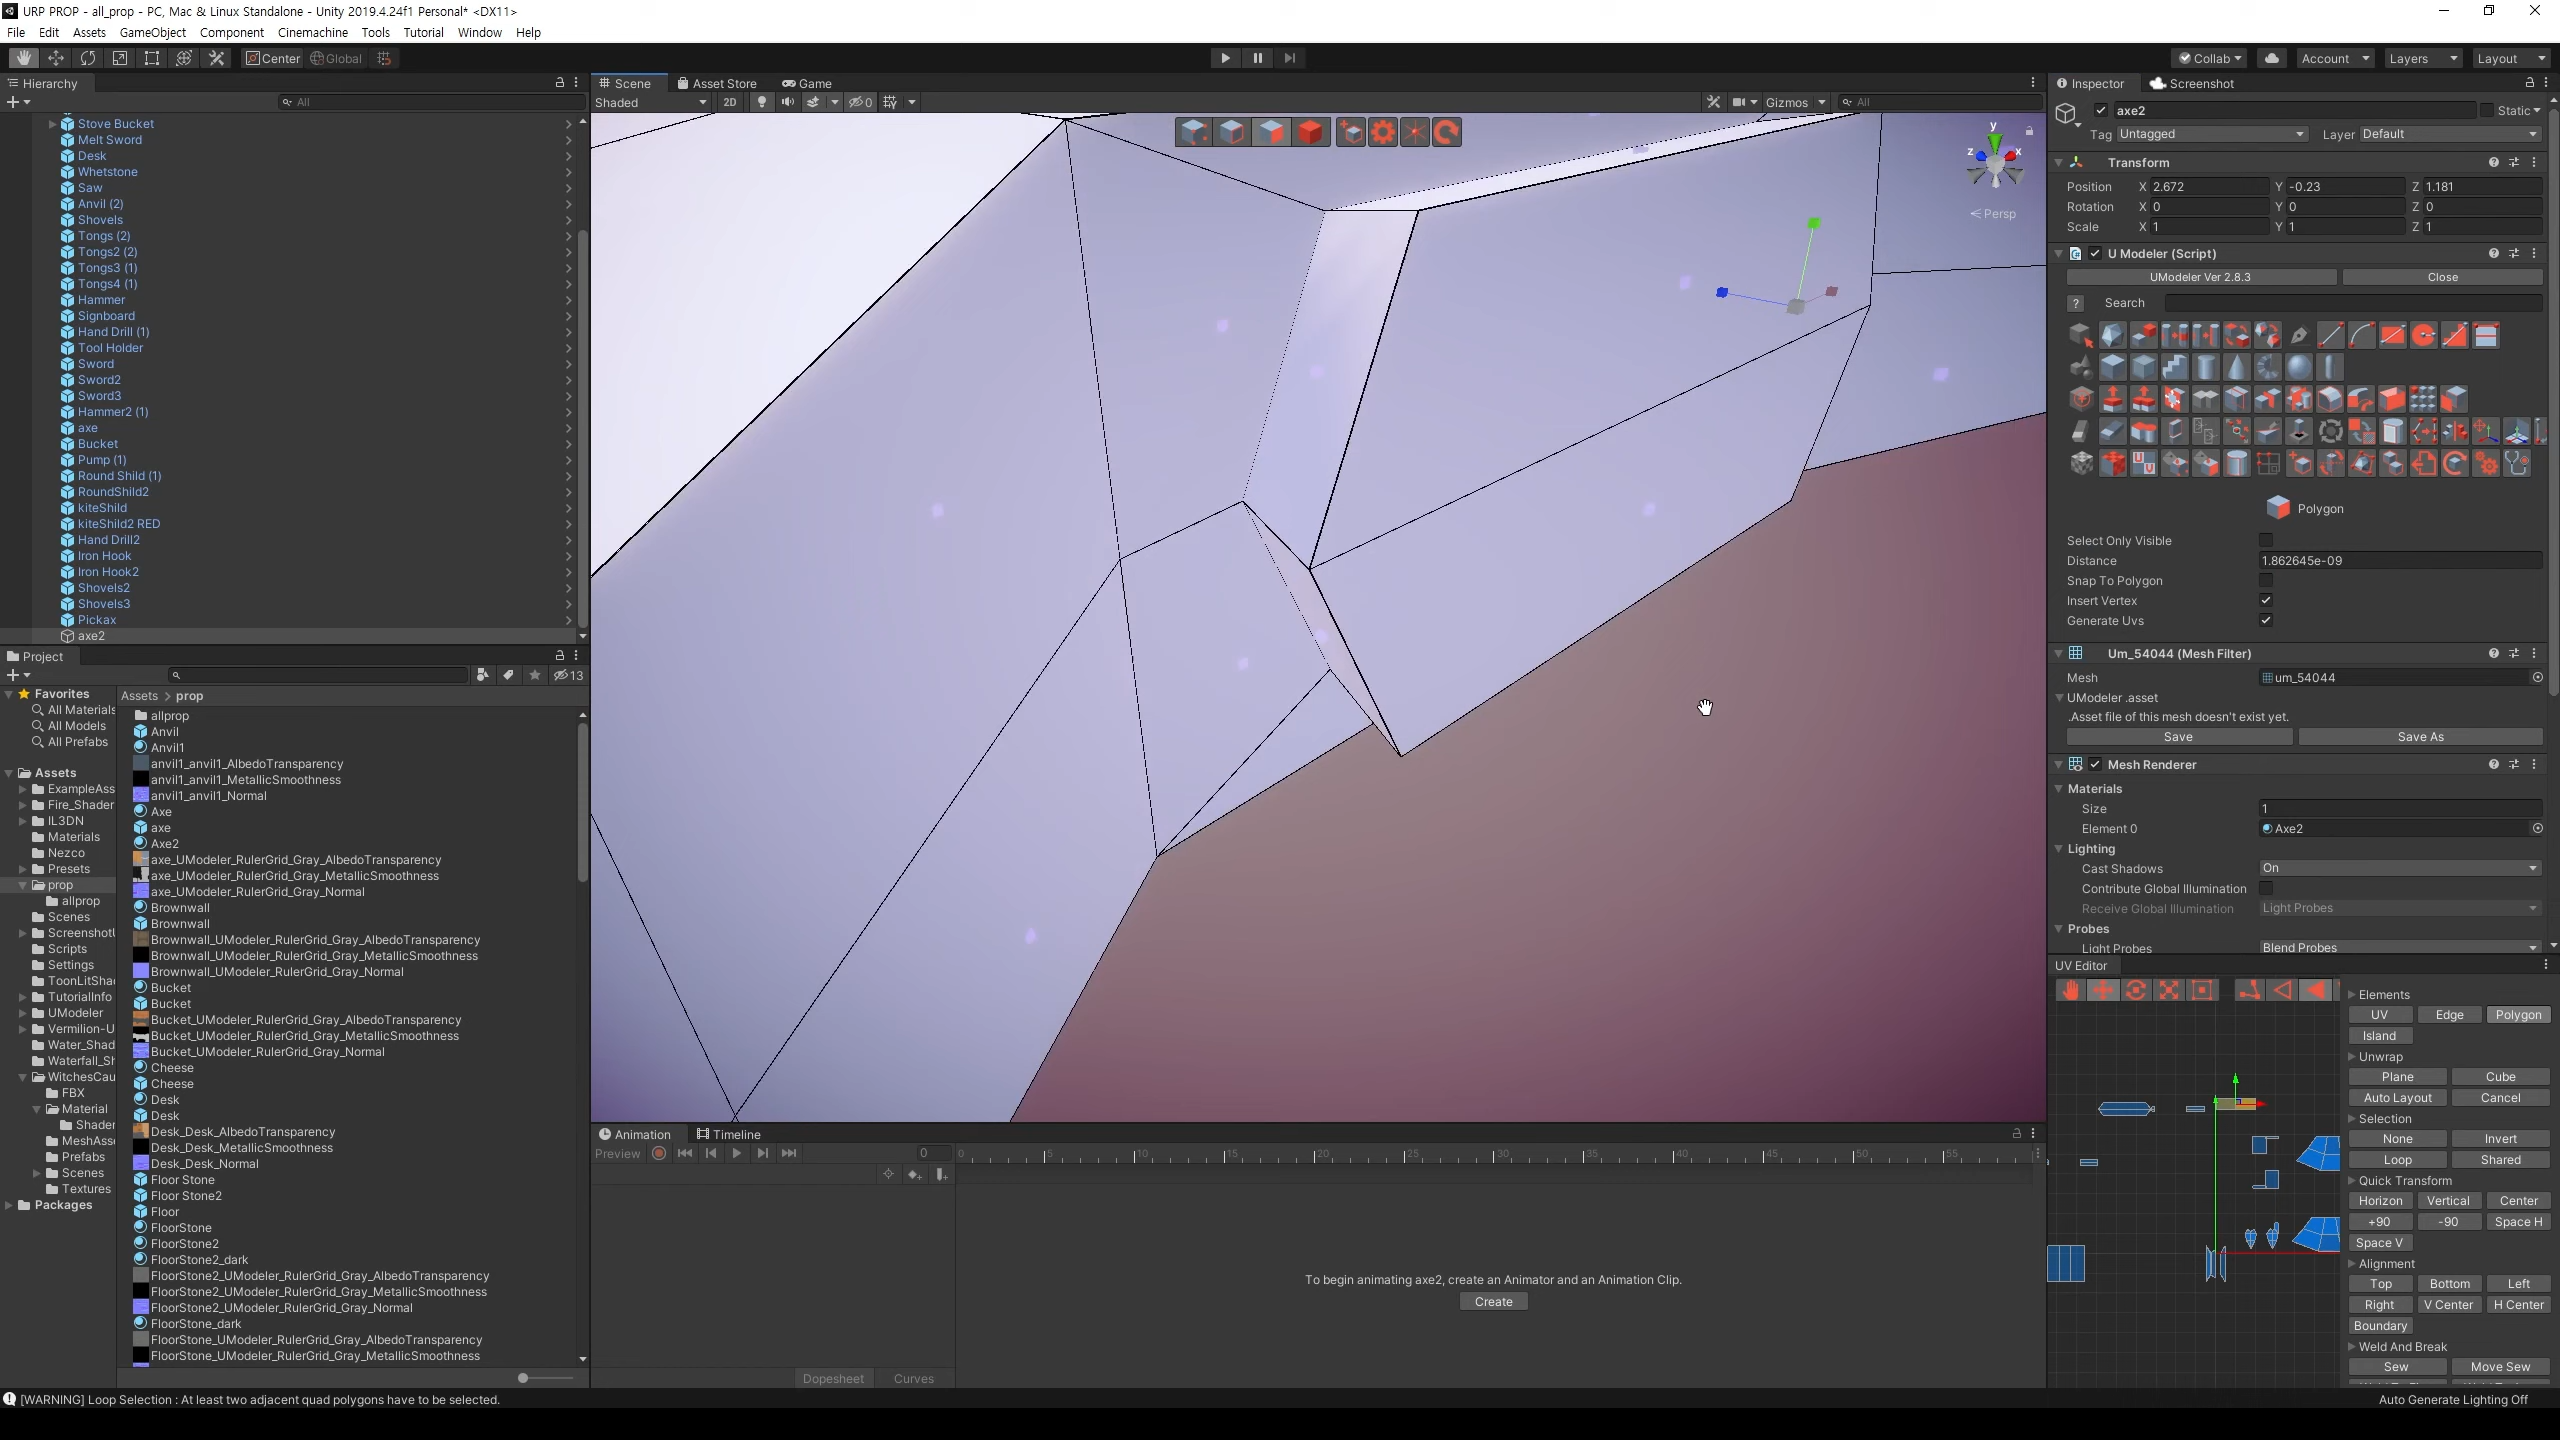 URP PROP - all_prop - PC, Mac & Linux Standalone - Unity 2019.4.24f1 Personal* <DX11>
File Edit Assets GameObject Component Cinemachine Tools Tutorial Window Help
Center Global
Collab Account Layers Layout
Hierarchy
All
Stove Bucket
Melt Sword
Desk
Whetstone
Saw
Anvil (2)
Shovels
Tongs (2)
Tongs2 (2)
Tongs3 (1)
Tongs4 (1)
Hammer
Signboard
Hand Drill (1)
Tool Holder
Sword
Sword2
Sword3
Hammer2 (1)
axe
Bucket
Pump (1)
Round Shild (1)
RoundShild2
kiteShild
kiteShild2 RED
Hand Drill2
Iron Hook
Iron Hook2
Shovels2
Shovels3
Pickax
axe2
Project
13
Favorites
All Materials
All Models
All Prefabs
Assets
ExampleAss
Fire_Shader
IL3DN
Materials
Nezco
Presets
prop
allprop
Scenes
Screenshot
Scripts
Settings
ToonLitSha
TutorialInfo
UModeler
Vermilion-U
Water_Shad
Waterfall_Sh
WitchesCau
FBX
Material
Shader
MeshAss
Prefabs
Scenes
Textures
Packages
Assets > prop
allprop
Anvil
Anvil1
anvil1_anvil1_AlbedoTransparency
anvil1_anvil1_MetallicSmoothness
anvil1_anvil1_Normal
Axe
axe
Axe2
axe_UModeler_RulerGrid_Gray_AlbedoTransparency
axe_UModeler_RulerGrid_Gray_MetallicSmoothness
axe_UModeler_RulerGrid_Gray_Normal
Brownwall
Brownwall
Brownwall_UModeler_RulerGrid_Gray_AlbedoTransparency
Brownwall_UModeler_RulerGrid_Gray_MetallicSmoothness
Brownwall_UModeler_RulerGrid_Gray_Normal
Bucket
Bucket
Bucket_UModeler_RulerGrid_Gray_AlbedoTransparency
Bucket_UModeler_RulerGrid_Gray_MetallicSmoothness
Bucket_UModeler_RulerGrid_Gray_Normal
Cheese
Cheese
Desk
Desk
Desk_Desk_AlbedoTransparency
Desk_Desk_MetallicSmoothness
Desk_Desk_Normal
Floor Stone
Floor Stone2
Floor
FloorStone
FloorStone2
FloorStone2_dark
FloorStone2_UModeler_RulerGrid_Gray_AlbedoTransparency
FloorStone2_UModeler_RulerGrid_Gray_MetallicSmoothness
FloorStone2_UModeler_RulerGrid_Gray_Normal
FloorStone_dark
FloorStone_UModeler_RulerGrid_Gray_AlbedoTransparency
FloorStone_UModeler_RulerGrid_Gray_MetallicSmoothness
[WARNING] Loop Selection : At least two adjacent quad polygons have to be selected.
Scene Asset Store Game
Shaded 2D 0 Gizmos All
y
z x
Persp
Animation Timeline
Preview 0 0 5 10 15 20 25 30 35 40 45 50 55
To begin animating axe2, create an Animator and an Animation Clip.
Create
Dopesheet Curves
Inspector Screenshot
axe2 Static
Tag Untagged Layer Default
Transform
Position X 2.672 Y -0.23 Z 1.181
Rotation X 0 Y 0 Z 0
Scale X 1 Y 1 Z 1
U Modeler (Script)
UModeler Ver 2.8.3 Close
? Search
Polygon
Select Only Visible
Distance 1.862645e-09
Snap To Polygon
Insert Vertex
Generate Uvs
Um_54044 (Mesh Filter)
Mesh um_54044
UModeler .asset
.Asset file of this mesh doesn't exist yet.
Save Save As
Mesh Renderer
Materials
Size 1
Element 0 Axe2
Lighting
Cast Shadows On
Contribute Global Illumination
Receive Global Illumination Light Probes
Probes
Light Probes Blend Probes
UV Editor
Elements
UV Edge Polygon
Island
Unwrap
Plane Cube
Auto Layout Cancel
Selection
None Invert
Loop Shared
Quick Transform
Horizon Vertical Center
+90 -90 Space H
Space V
Alignment
Top Bottom Left
Right V Center H Center
Boundary
Weld And Break
Sew Move Sew
Auto Generate Lighting Off